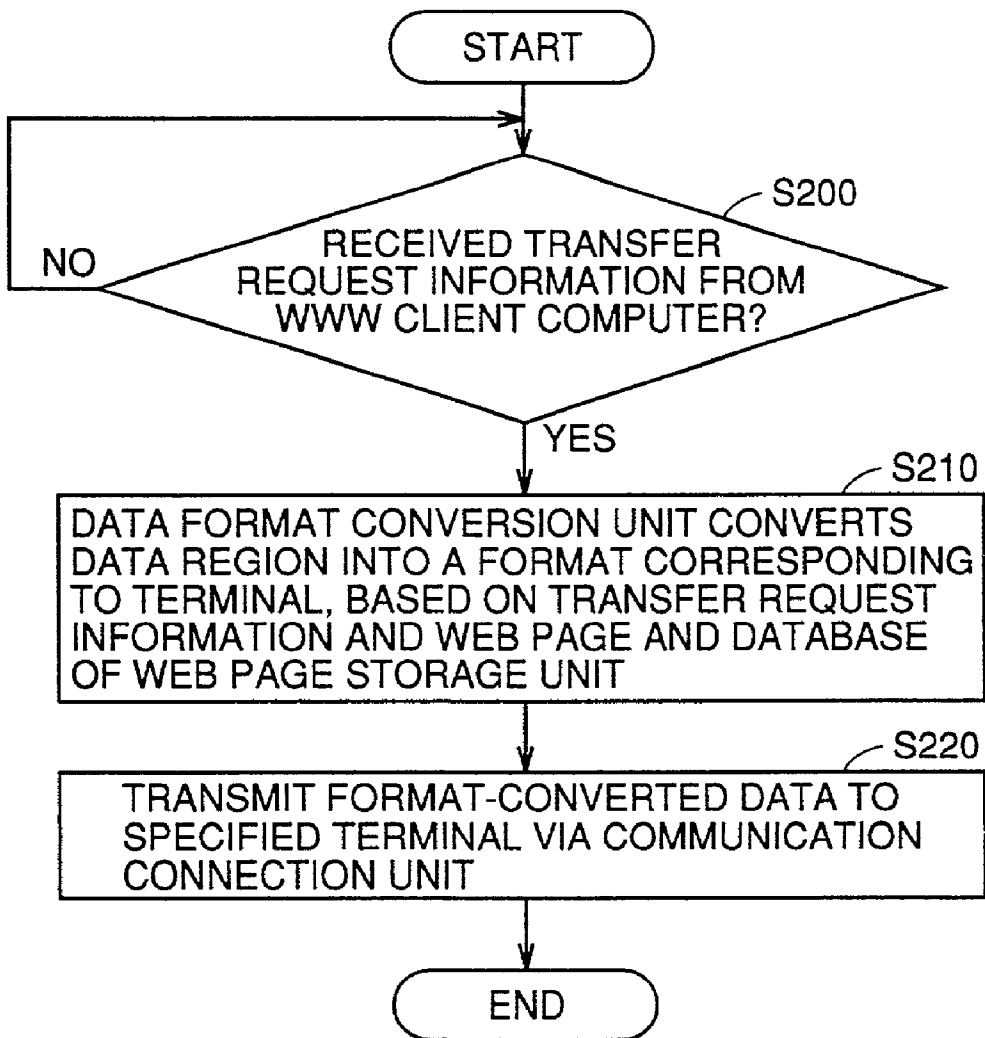 START
S200
RECEIVED TRANSFER
REQUEST INFORMATION FROM
WWW CLIENT COMPUTER?
NO
YES
S210
DATA FORMAT CONVERSION UNIT CONVERTS
DATA REGION INTO A FORMAT CORRESPONDING
TO TERMINAL, BASED ON TRANSFER REQUEST
INFORMATION AND WEB PAGE AND DATABASE
OF WEB PAGE STORAGE UNIT
S220
TRANSMIT FORMAT-CONVERTED DATA TO
SPECIFIED TERMINAL VIA COMMUNICATION
CONNECTION UNIT
END